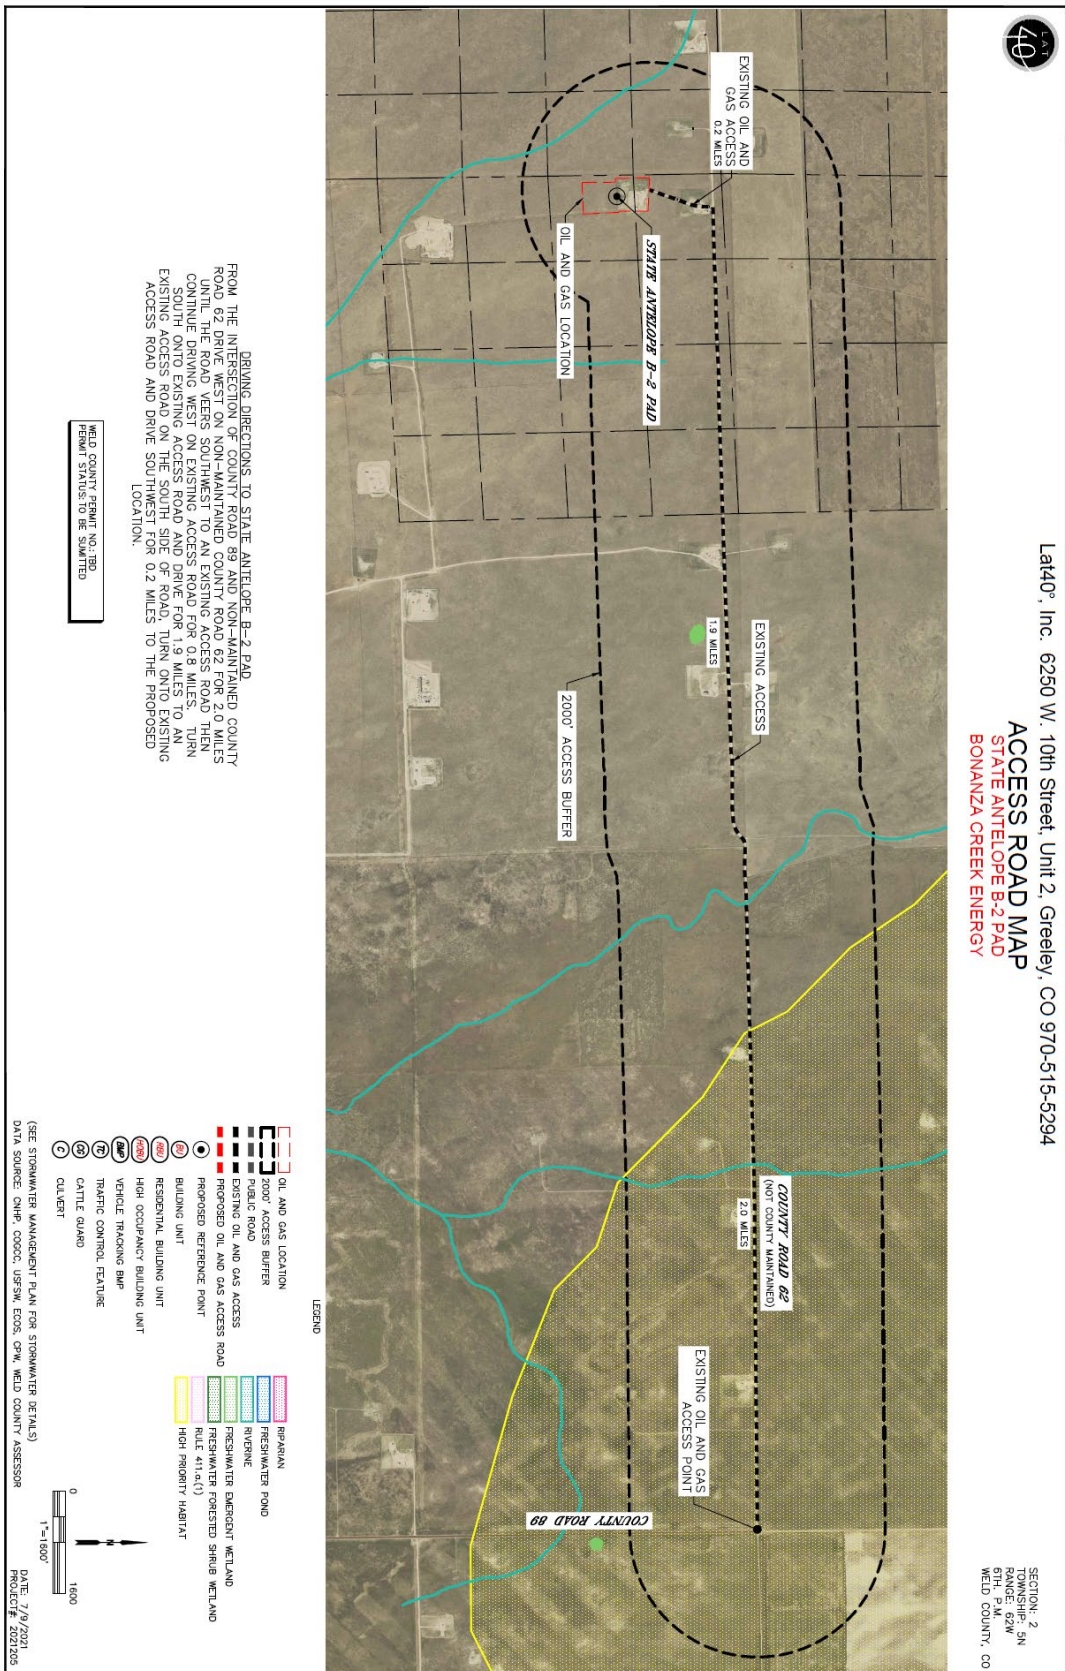 LAT
40°
Lat40°, Inc. 6250 W. 10th Street, Unit 2, Greeley, CO 970-515-5294
ACCESS ROAD MAP
STATE ANTELOPE B-2 PAD
BONANZA CREEK ENERGY
SECTION: 2
TOWNSHIP: 5N
RANGE: 62W
6TH. P.M.
WELD COUNTY, CO
EXISTING OIL AND
GAS ACCESS
0.2 MILES
STATE ANTELOPE B-2 PAD
OIL AND GAS LOCATION
EXISTING ACCESS
1.9 MILES
2000' ACCESS BUFFER
COUNTY ROAD 62
(NOT COUNTY MAINTAINED)
2.0 MILES
EXISTING OIL AND GAS
ACCESS POINT
COUNTY ROAD 89
DRIVING DIRECTIONS TO STATE ANTELOPE B-2 PAD
FROM THE INTERSECTION OF COUNTY ROAD 89 AND NON-MAINTAINED COUNTY
ROAD 62 DRIVE WEST ON NON-MAINTAINED COUNTY ROAD 62 FOR 2.0 MILES
UNTIL THE ROAD VEERS SOUTHWEST TO AN EXISTING ACCESS ROAD THEN
CONTINUE DRIVING WEST ON EXISTING ACCESS ROAD FOR 0.8 MILES, TURN
SOUTH ONTO EXISTING ACCESS ROAD AND DRIVE FOR 1.9 MILES TO AN
EXISTING ACCESS ROAD ON THE SOUTH SIDE OF ROAD, TURN ONTO EXISTING
ACCESS ROAD AND DRIVE SOUTHWEST FOR 0.2 MILES TO THE PROPOSED
LOCATION.
WELD COUNTY PERMIT NO.: TBD
PERMIT STATUS: TO BE SUMITTED
LEGEND
OIL AND GAS LOCATION
2000' ACCESS BUFFER
PUBLIC ROAD
EXISTING OIL AND GAS ACCESS
PROPOSED OIL AND GAS ACCESS ROAD
PROPOSED REFERENCE POINT
BU BUILDING UNIT
RBU RESIDENTIAL BUILDING UNIT
HOBU HIGH OCCUPANCY BUILDING UNIT
BMP VEHICLE TRACKING BMP
TC TRAFFIC CONTROL FEATURE
CG CATTLE GUARD
C CULVERT
RIPARIAN
FRESHWATER POND
RIVERINE
FRESHWATER EMERGENT WETLAND
FRESHWATER FORESTED SHRUB WETLAND
RULE 411.a.(1)
HIGH PRIORITY HABITAT
(SEE STORMWATER MANAGEMENT PLAN FOR STORMWATER DETAILS)
DATA SOURCE: CNHP, COGCC, USFSW, ECOS, CPW, WELD COUNTY ASSESSOR
N
0 1600
1"=1600'
DATE: 7/9/2021
PROJECT#: 2021205